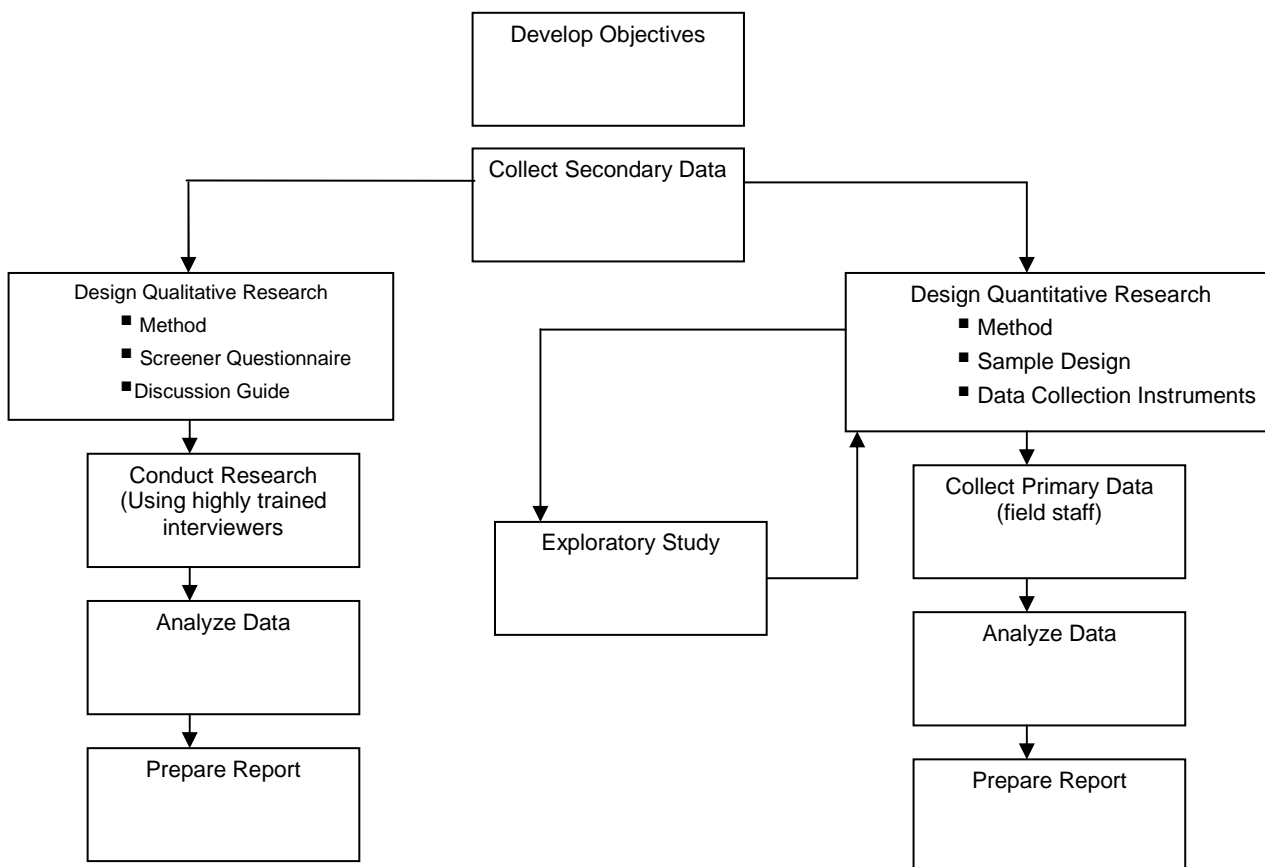 Develop Objectives
Collect Secondary Data
Design Qualitative Research
▪ Method
▪ Screener Questionnaire
▪Discussion Guide
Design Quantitative Research
▪ Method
▪ Sample Design
▪ Data Collection Instruments
Conduct Research
(Using highly trained
interviewers
Exploratory Study
Collect Primary Data
(field staff)
Analyze Data
Analyze Data
Prepare Report
Prepare Report